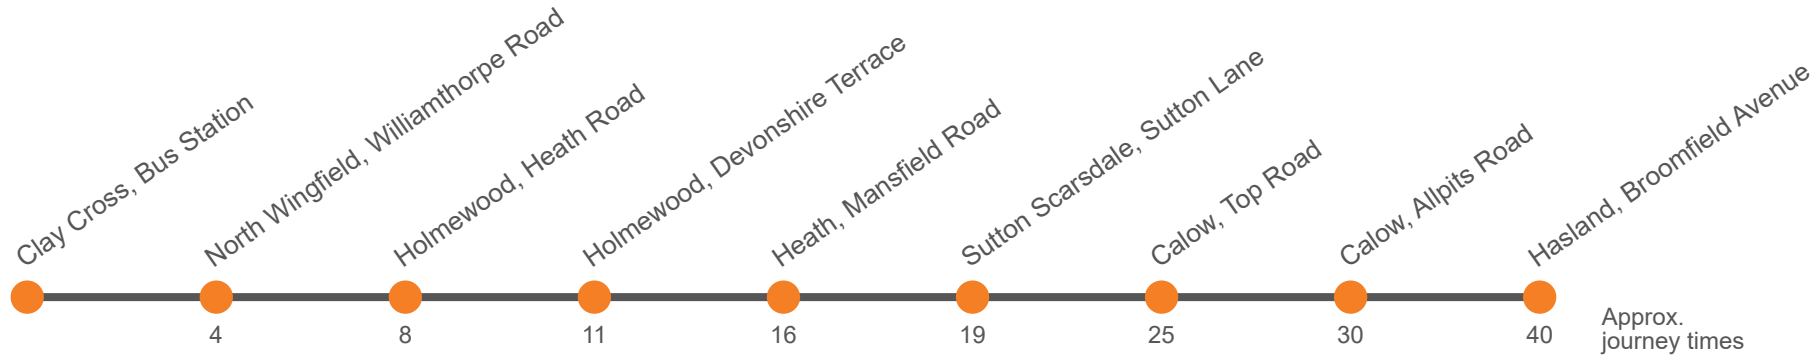 Clay Cross, Bus Station
North Wingfield, Williamthorpe Road
Holmewood, Heath Road
Holmewood, Devonshire Terrace
Heath, Mansfield Road
Sutton Scarsdale, Sutton Lane
Calow, Top Road
Calow, Allpits Road
Hasland, Broomfield Avenue
4 8 11 16 19 25 30 40
Approx.
journey times